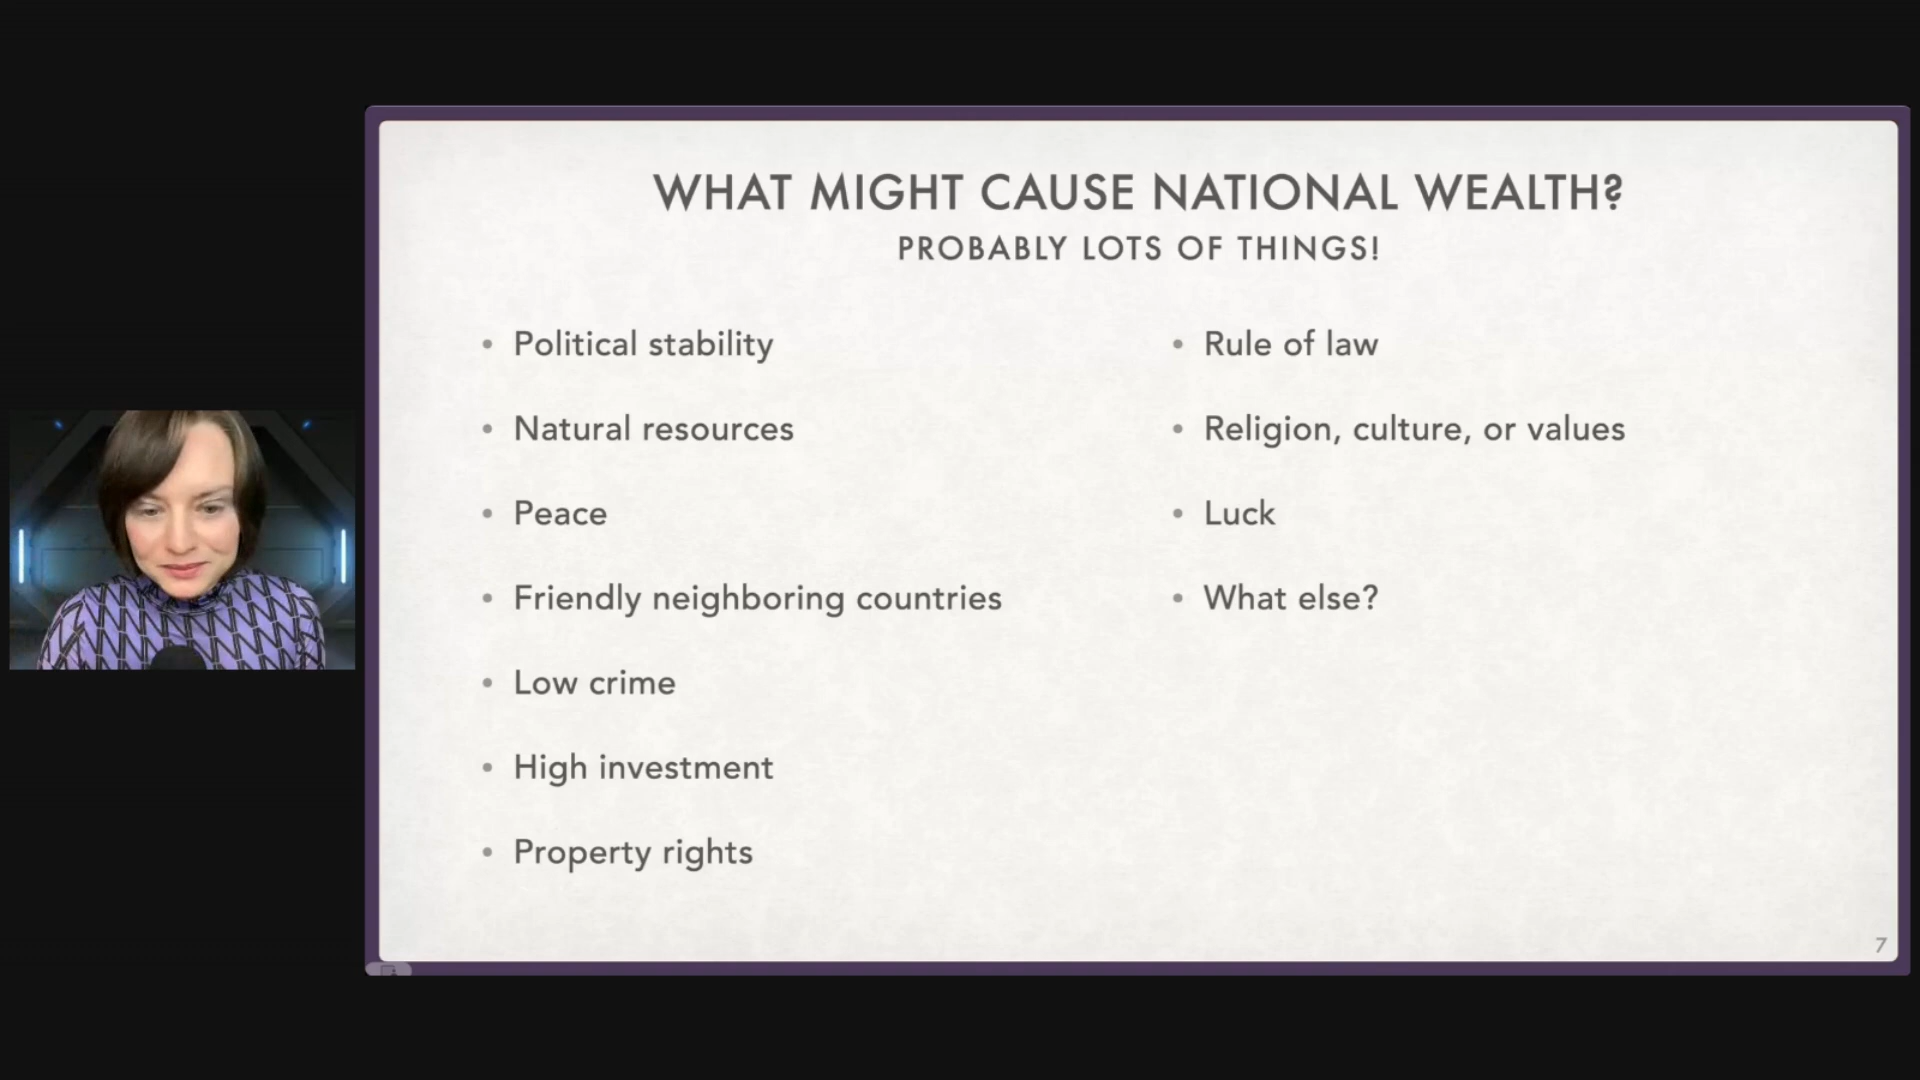 WHAT MIGHT CAUSE NATIONAL WEALTH?
PROBABLY LOTS OF THINGS!
• Political stability
• Natural resources
• Peace
• Friendly neighboring countries
• Low crime
• High investment
• Property rights
• Rule of law
• Religion, culture, or values
• Luck
• What else?
7